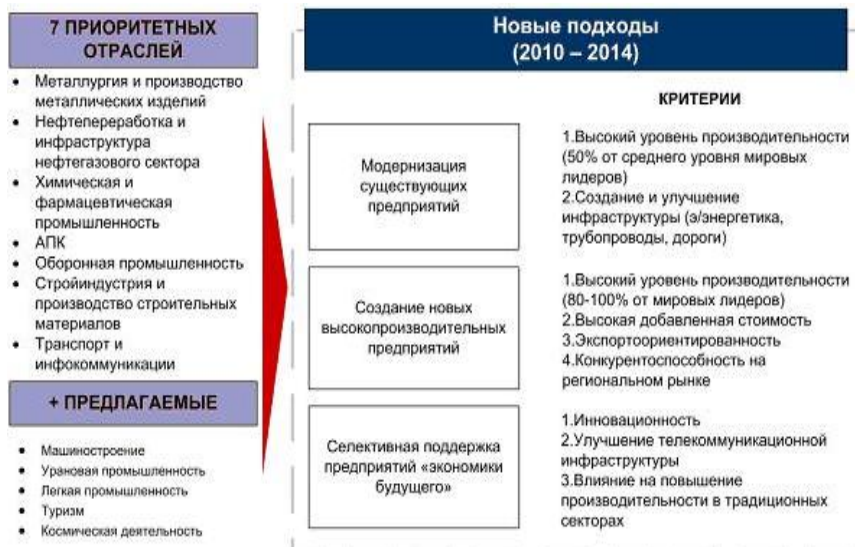 7 ПРИОРИТЕТНЫХ
ОТРАСЛЕЙ
• Металлургия и производство
металлических изделий
• Нефтепереработка и
инфраструктура
нефтегазового сектора
• Химическая и
фармацевтическая
промышленность
• АПК
• Оборонная промышленность
• Стройиндустрия и
производство строительных
материалов
• Транспорт и
инфокоммуникации
+ ПРЕДЛАГАЕМЫЕ
• Машиностроение
• Урановая промышленность
• Легкая промышленность
• Туризм
• Космическая деятельность
Новые подходы
(2010 – 2014)
КРИТЕРИИ
Модернизация
существующих
предприятий
1.Высокий уровень производительности
(50% от среднего уровня мировых
лидеров)
2.Создание и улучшение
инфраструктуры (э/энергетика,
трубопроводы, дороги)
Создание новых
высокопроизводительных
предприятий
1.Высокий уровень производительности
(80-100% от мировых лидеров)
2.Высокая добавленная стоимость
3.Экспортоориентированность
4.Конкурентоспособность на
региональном рынке
Селективная поддержка
предприятий «экономики
будущего»
1.Инновационность
2.Улучшение телекоммуникационной
инфраструктуры
3.Влияние на повышение
производительности в традиционных
секторах